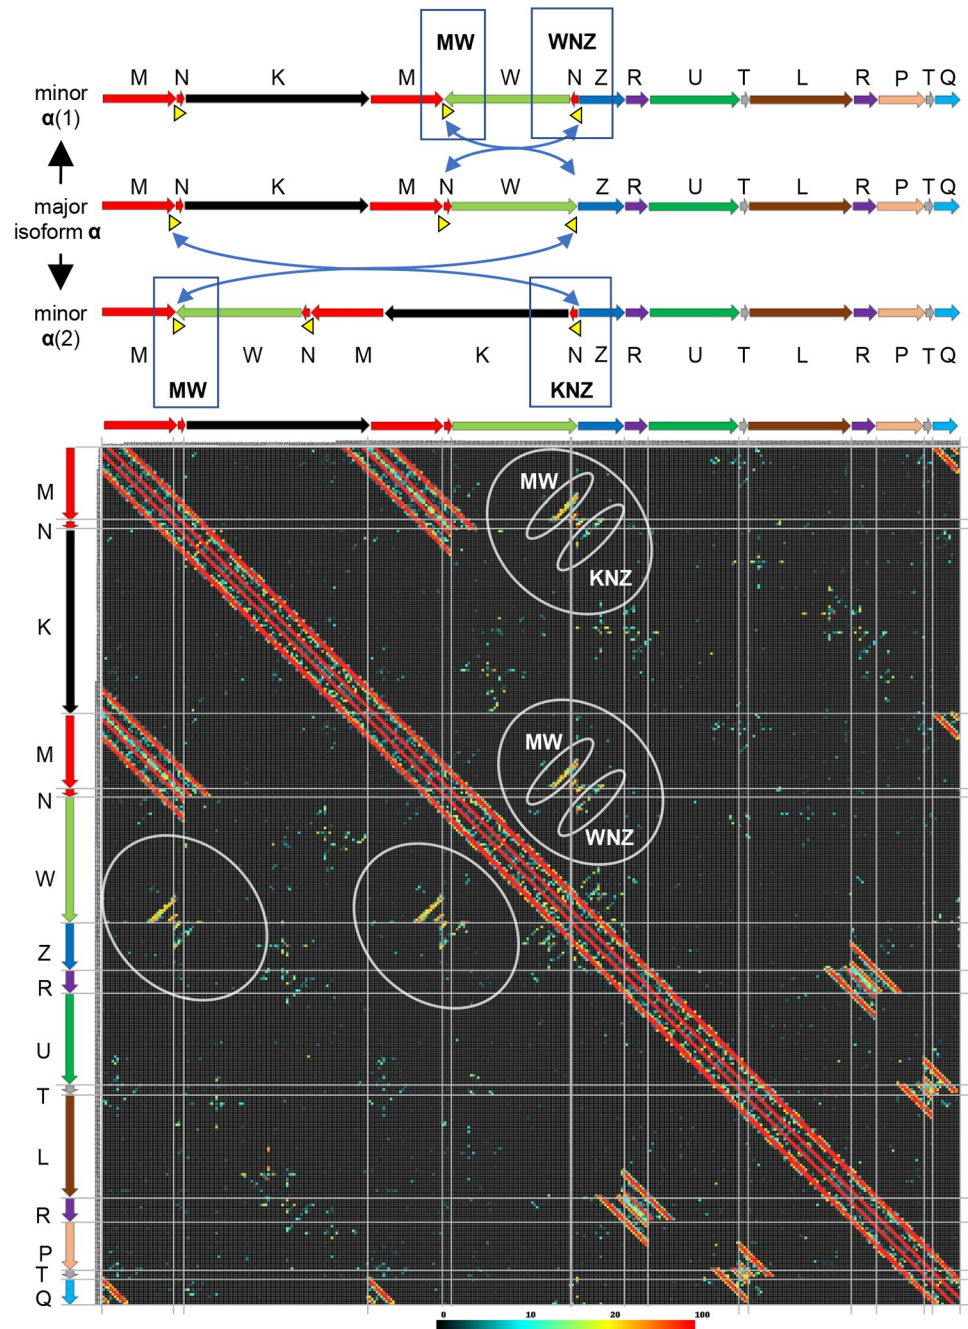 MW WNZ
M N K M W N Z R U T L R P T Q
minor
α(1)
M N K M N W Z R U T L R P T Q
major
isoform α
minor
α(2)
M W N M K N Z R U T L R P T Q
MW KNZ
M
N
K
M
N
W
Z
R
U
T
L
R
P
T
Q
MW
KNZ
MW
WNZ
0 10 20 100